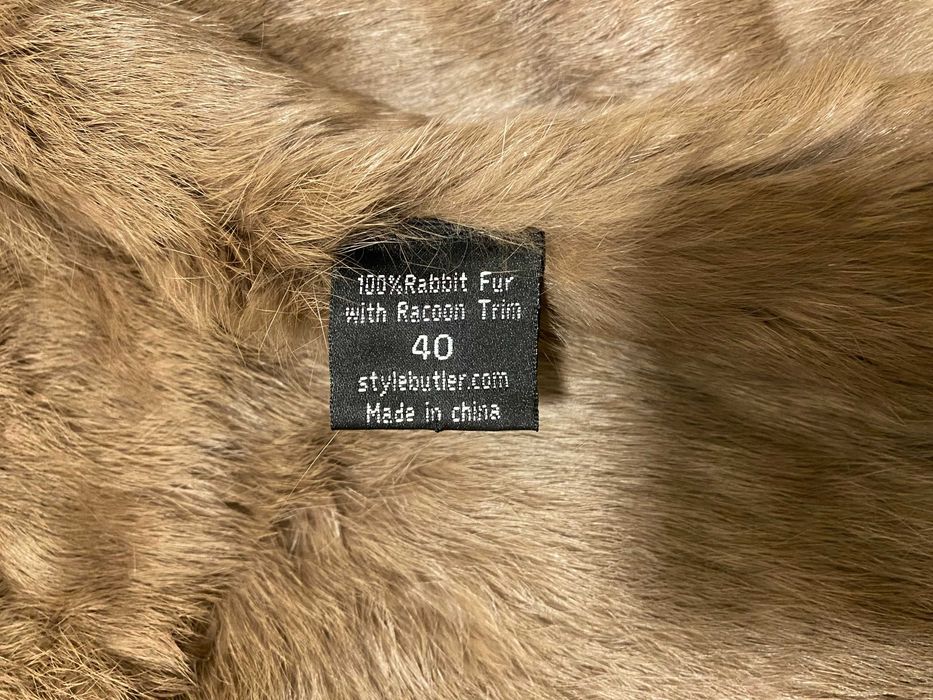 100%Rabbit Fur
with Racoon Trim
40
stylebutler.com
Made in china